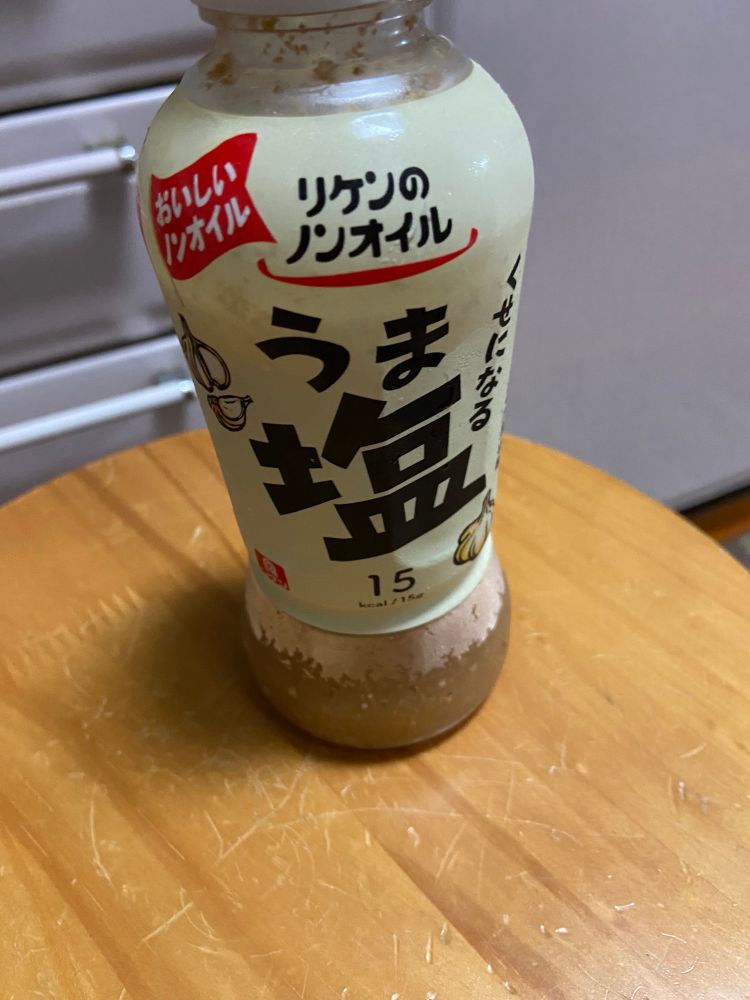 おいしい
ノンオイル
リケンの
ノンオイル
くせになる
うま
塩
15
kcal/15g